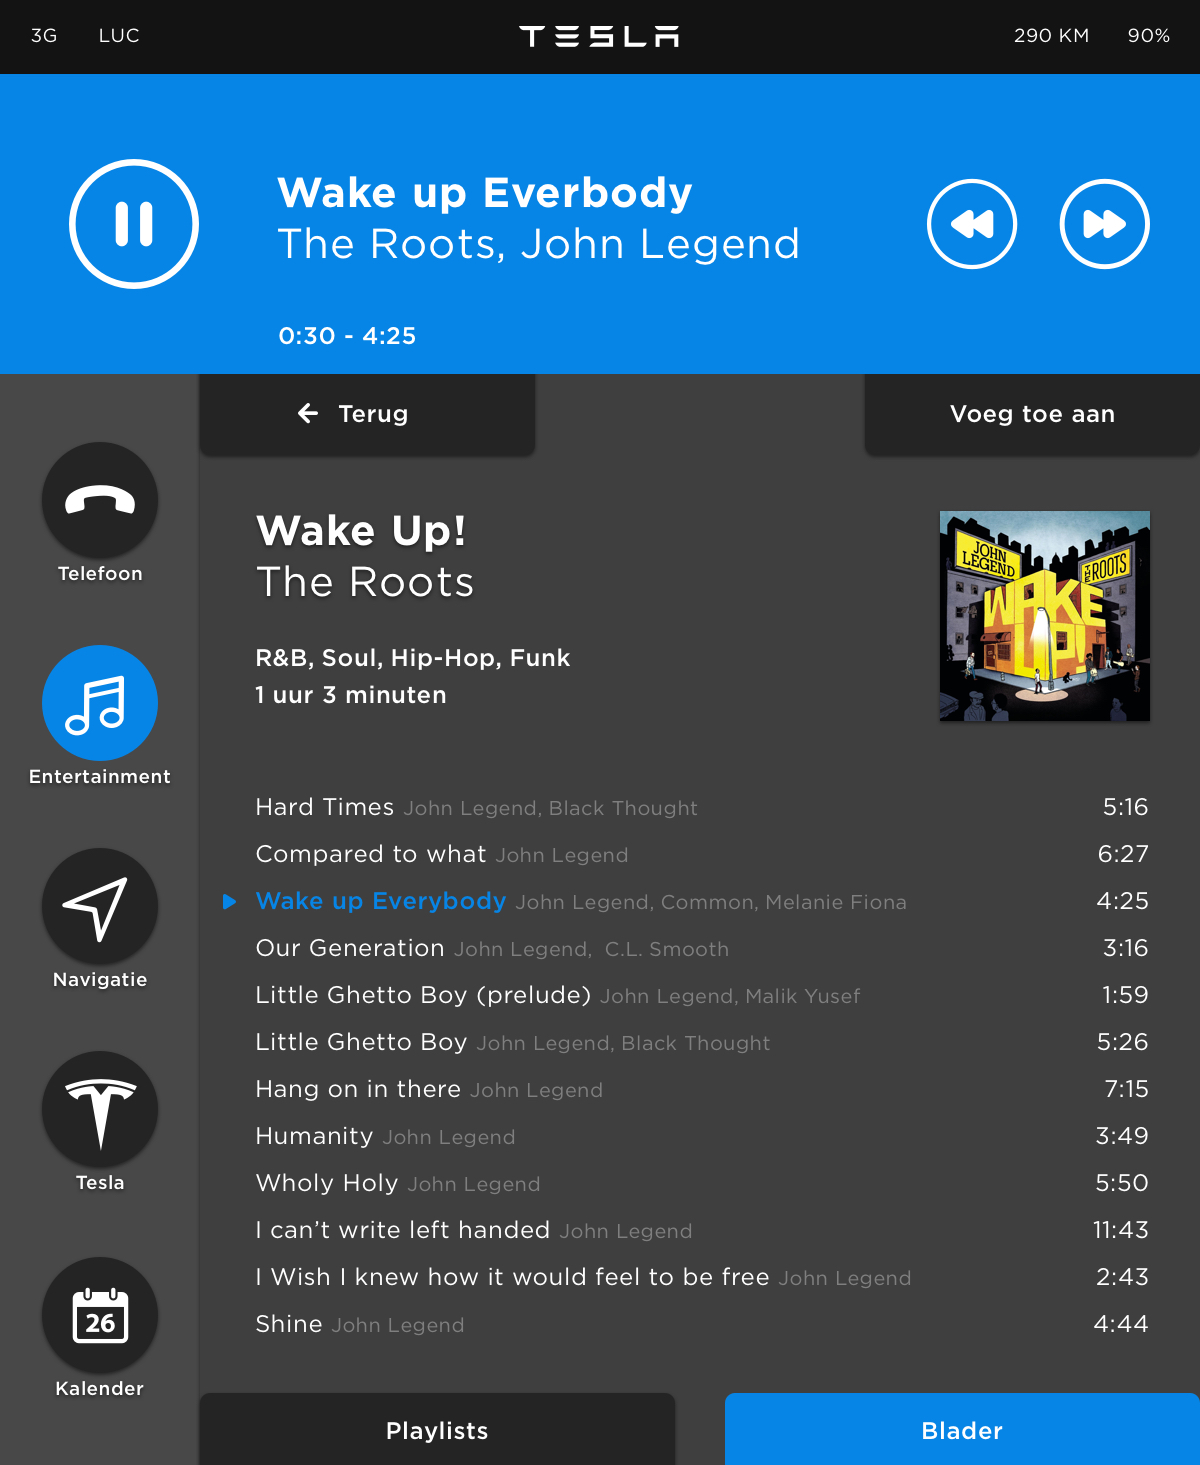 3G LUC TESLA 290 KM 90%
Wake up Everbody
The Roots, John Legend
0:30 - 4:25
Terug
Voeg toe aan
Telefoon
Entertainment
Navigatie
Tesla
26
Kalender
Wake Up!
The Roots
R&B, Soul, Hip-Hop, Funk
1 uur 3 minuten
JOHN
LEGEND
THE ROOTS
WAKE
UP!
Hard Times John Legend, Black Thought 5:16
Compared to what John Legend 6:27
Wake up Everybody John Legend, Common, Melanie Fiona 4:25
Our Generation John Legend,  C.L. Smooth 3:16
Little Ghetto Boy (prelude) John Legend, Malik Yusef 1:59
Little Ghetto Boy John Legend, Black Thought 5:26
Hang on in there John Legend 7:15
Humanity John Legend 3:49
Wholy Holy John Legend 5:50
I can’t write left handed John Legend 11:43
I Wish I knew how it would feel to be free John Legend 2:43
Shine John Legend 4:44
Playlists
Blader